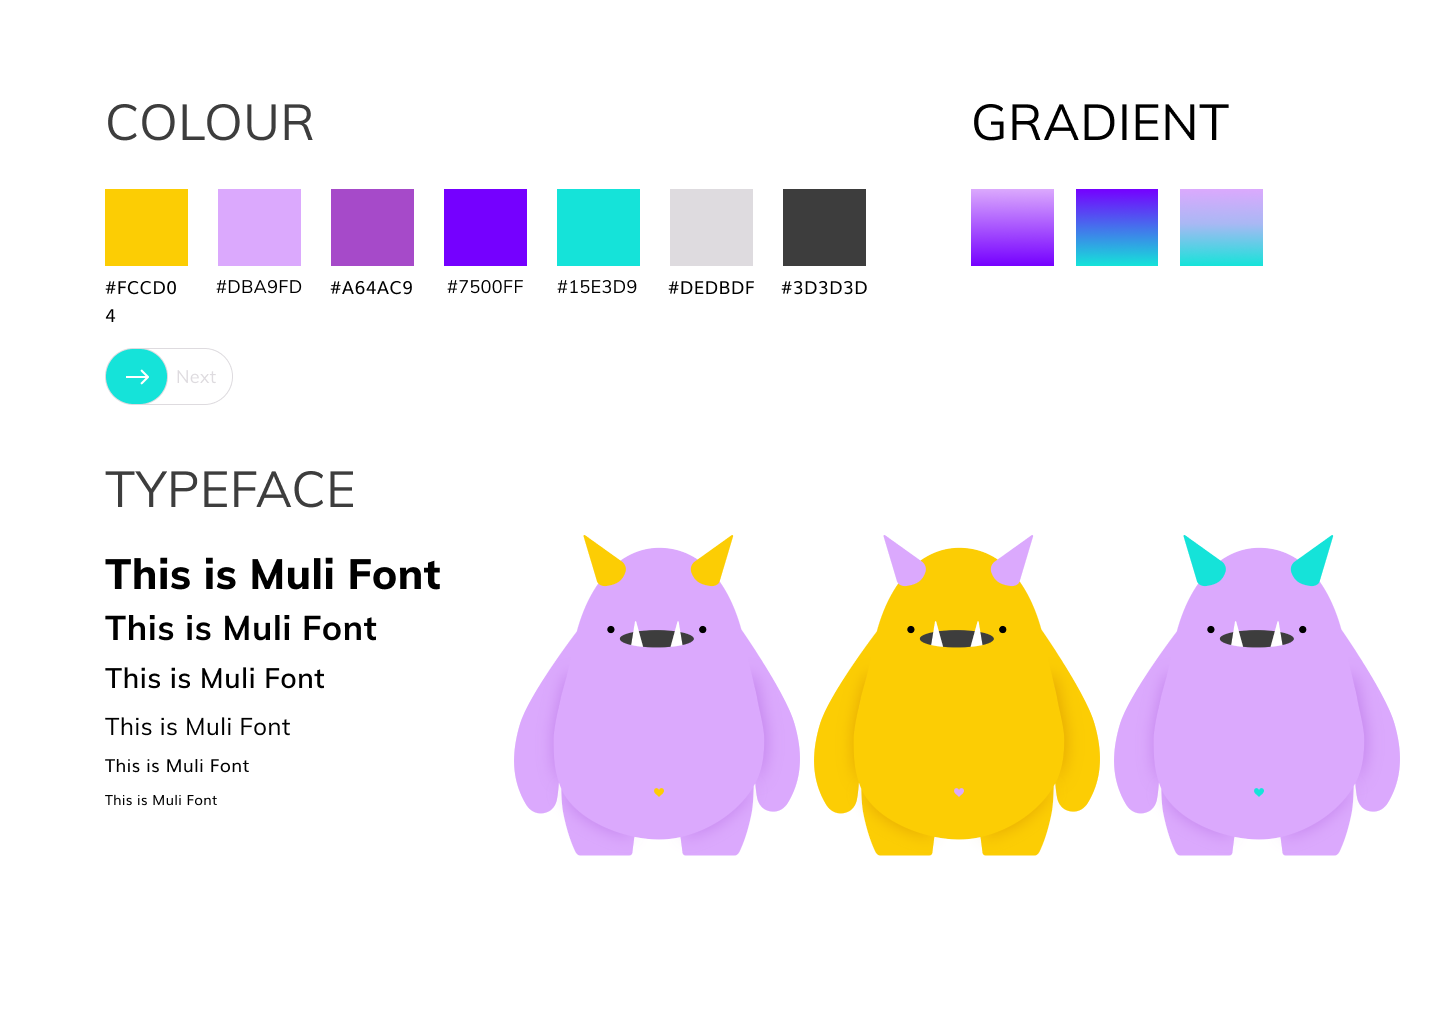 COLOUR
GRADIENT
#FCCD0
4
#DBA9FD
#A64AC9
#7500FF
#15E3D9
#DEDBDF
#3D3D3D
Next
TYPEFACE
This is Muli Font
This is Muli Font
This is Muli Font
This is Muli Font
This is Muli Font
This is Muli Font